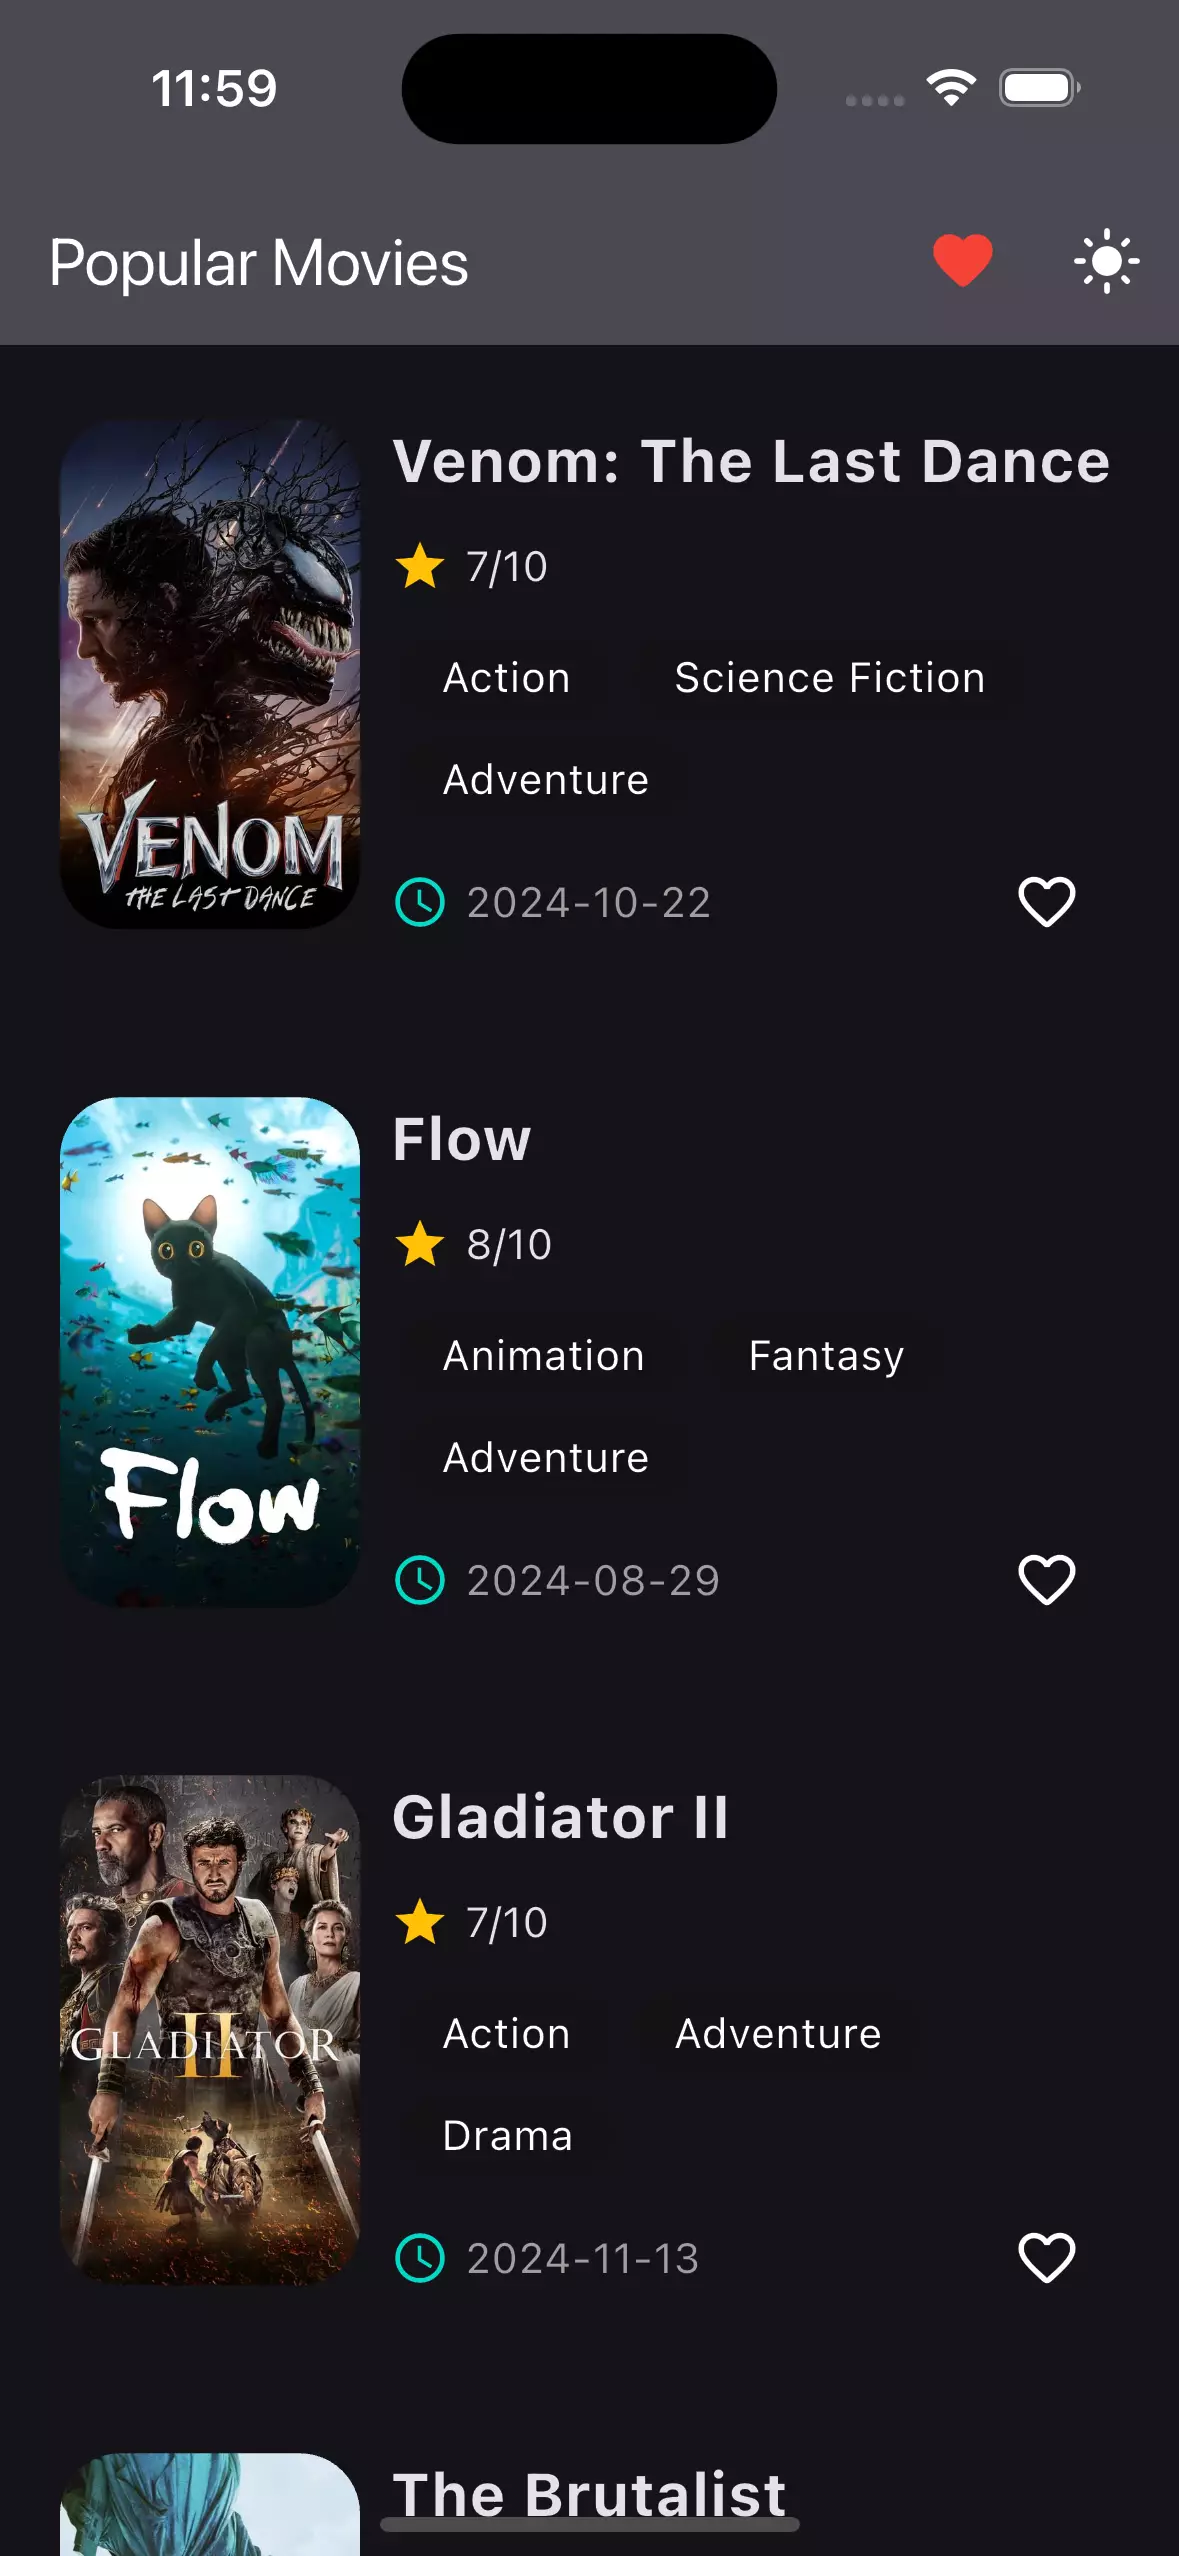 11:59
Popular Movies
Venom: The Last Dance
7/10
Action Science Fiction
Adventure
2024-10-22
VENOM
THE LAST DANCE
Flow
8/10
Animation Fantasy
Adventure
2024-08-29
Flow
Gladiator II
7/10
Action Adventure
Drama
2024-11-13
GLADIATOR
II
The Brutalist